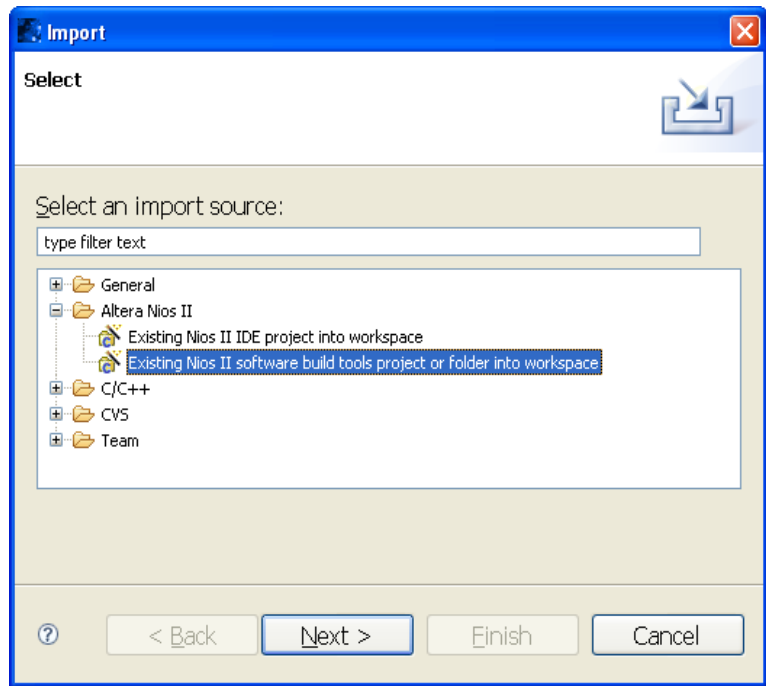 Import
Select
Select an import source:
type filter text
General
Altera Nios II
Existing Nios II IDE project into workspace
Existing Nios II software build tools project or folder into workspace
C/C++
CVS
Team
? < Back Next > Finish Cancel